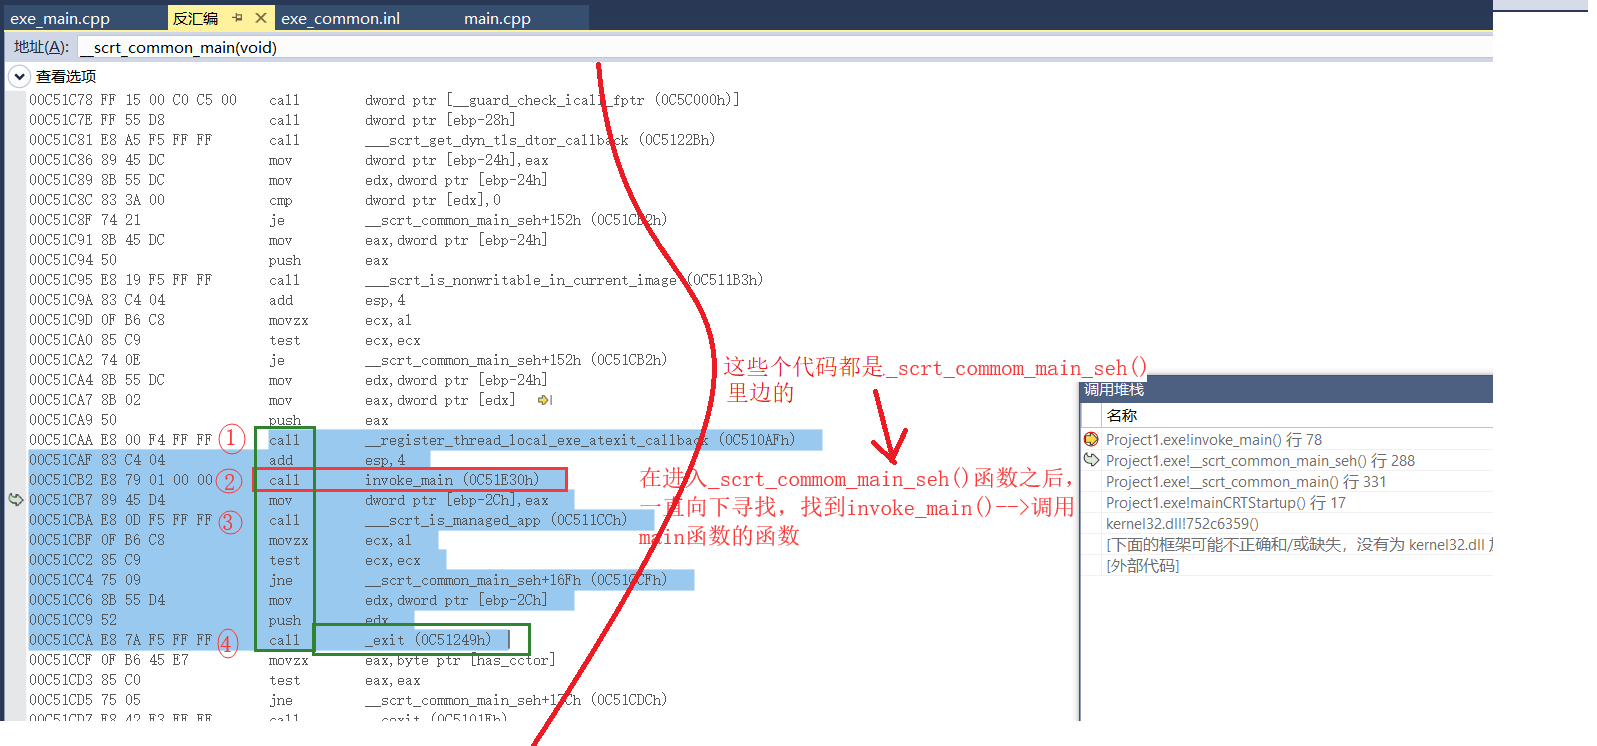 exe_main.cpp 反汇编 exe_common.inl main.cpp
地址(A): __scrt_common_main(void)
查看选项
00C51C78 FF 15 00 C0 C5 00 call dword ptr [__guard_check_icall_fptr (0C5C000h)]
00C51C7E FF 55 D8 call dword ptr [ebp-28h]
00C51C81 E8 A5 F5 FF FF call ___scrt_get_dyn_tls_dtor_callback (0C5122Bh)
00C51C86 89 45 DC mov dword ptr [ebp-24h],eax
00C51C89 8B 55 DC mov edx,dword ptr [ebp-24h]
00C51C8C 83 3A 00 cmp dword ptr [edx],0
00C51C8F 74 21 je __scrt_common_main_seh+152h (0C51CB2h)
00C51C91 8B 45 DC mov eax,dword ptr [ebp-24h]
00C51C94 50 push eax
00C51C95 E8 19 F5 FF FF call ___scrt_is_nonwritable_in_current_image (0C511B3h)
00C51C9A 83 C4 04 add esp,4
00C51C9D 0F B6 C8 movzx ecx,al
00C51CA0 85 C9 test ecx,ecx
00C51CA2 74 0E je __scrt_common_main_seh+152h (0C51CB2h)
00C51CA4 8B 55 DC mov edx,dword ptr [ebp-24h]
00C51CA7 8B 02 mov eax,dword ptr [edx]
00C51CA9 50 push eax
00C51CAA E8 00 F4 FF FF ① call __register_thread_local_exe_atexit_callback (0C510AFh)
00C51CAF 83 C4 04 add esp,4
00C51CB2 E8 79 01 00 00 ② call invoke_main (0C51E30h)
00C51CB7 89 45 D4 mov dword ptr [ebp-2Ch],eax
00C51CBA E8 0D F5 FF FF ③ call ___scrt_is_managed_app (0C511CCh)
00C51CBF 0F B6 C8 movzx ecx,al
00C51CC2 85 C9 test ecx,ecx
00C51CC4 75 09 jne __scrt_common_main_seh+16Fh (0C51CCFh)
00C51CC6 8B 55 D4 mov edx,dword ptr [ebp-2Ch]
00C51CC9 52 push edx
00C51CCA E8 7A F5 FF FF ④ call _exit (0C51249h)
00C51CCF 0F B6 45 E7 movzx eax,byte ptr [has_cctor]
00C51CD3 85 C0 test eax,eax
00C51CD5 75 05 jne __scrt_common_main_seh+17Ch (0C51CDCh)
这些个代码都是_scrt_commom_main_seh()
里边的
在进入_scrt_commom_main_seh()函数之后，
一直向下寻找，找到invoke_main()-->调用
main函数的函数
调用堆栈
名称
Project1.exe!invoke_main() 行 78
Project1.exe!__scrt_common_main_seh() 行 288
Project1.exe!__scrt_common_main() 行 331
Project1.exe!mainCRTStartup() 行 17
kernel32.dll!752c6359()
[下面的框架可能不正确和/或缺失，没有为 kernel32.dll
[外部代码]